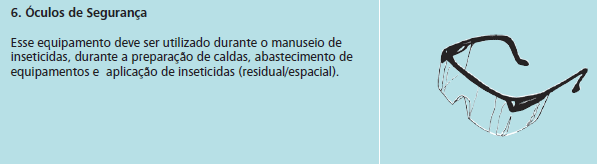 6. Óculos de Segurança
Esse equipamento deve ser utilizado durante o manuseio de
inseticidas, durante a preparação de caldas, abastecimento de
equipamentos e aplicação de inseticidas (residual/espacial).